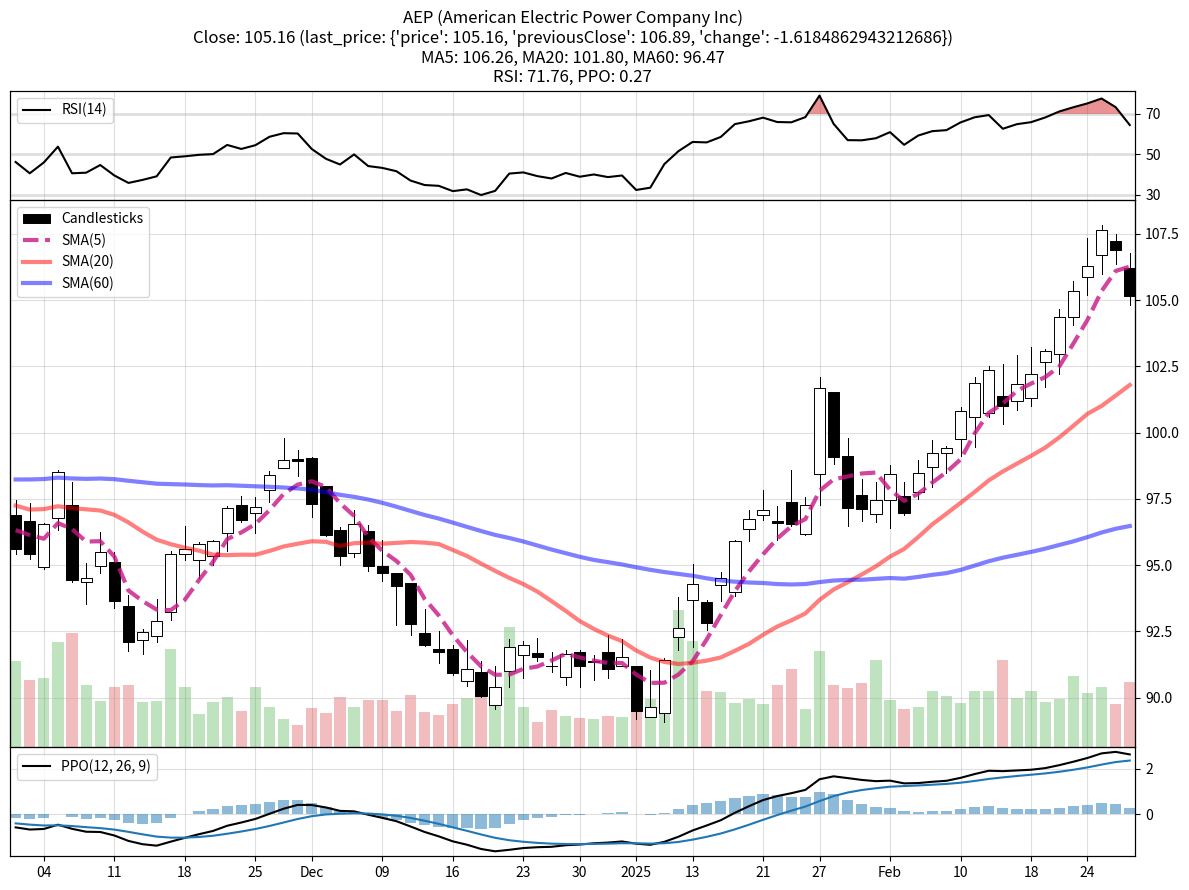 AEP (American Electric Power Company Inc)
Close: 105.16 (last_price: {'price': 105.16, 'previousClose': 106.89, 'change': -1.6184862943212686})
MA5: 106.26, MA20: 101.80, MA60: 96.47
RSI: 71.76, PPO: 0.27
RSI(14)
70
50
30
Candlesticks
SMA(5)
SMA(20)
SMA(60)
107.5
105.0
102.5
100.0
97.5
95.0
92.5
90.0
PPO(12, 26, 9)
2
0
04 11 18 25 Dec 09 16 23 30 2025 13 21 27 Feb 10 18 24